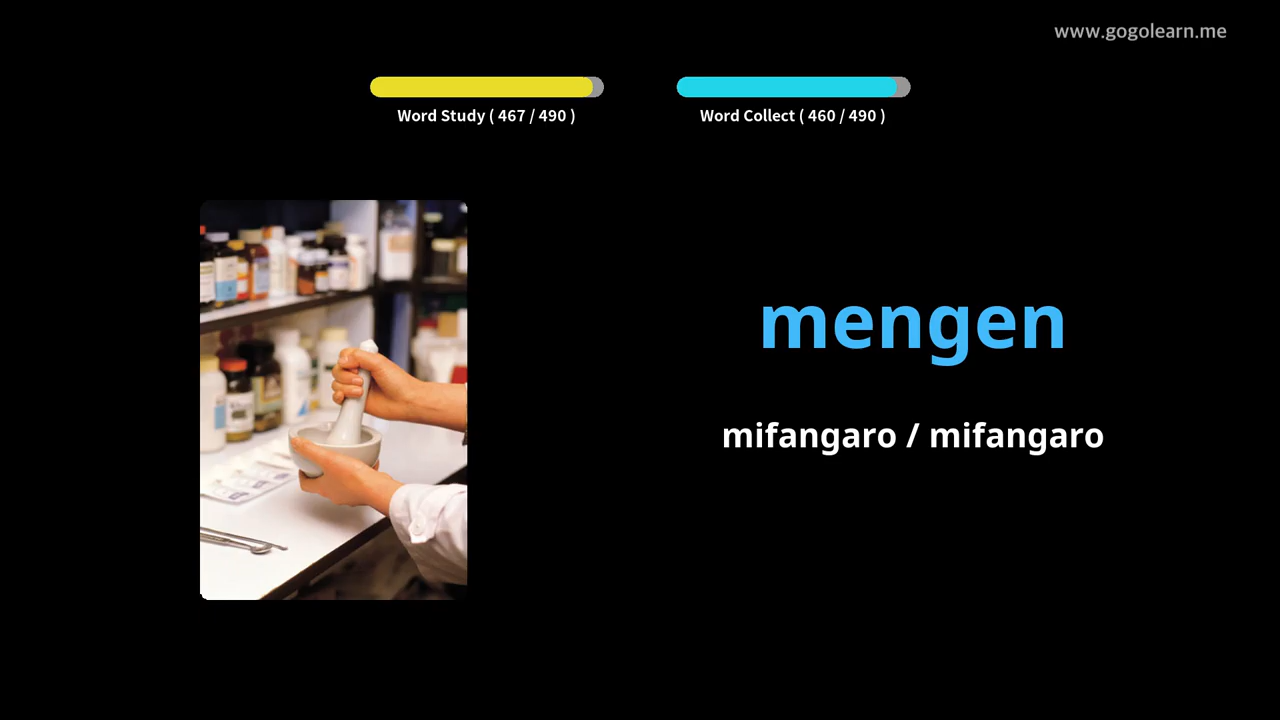 www.gogolearn.me
Word Study ( 467 / 490 )
Word Collect ( 460 / 490 )
mengen
mifangaro / mifangaro